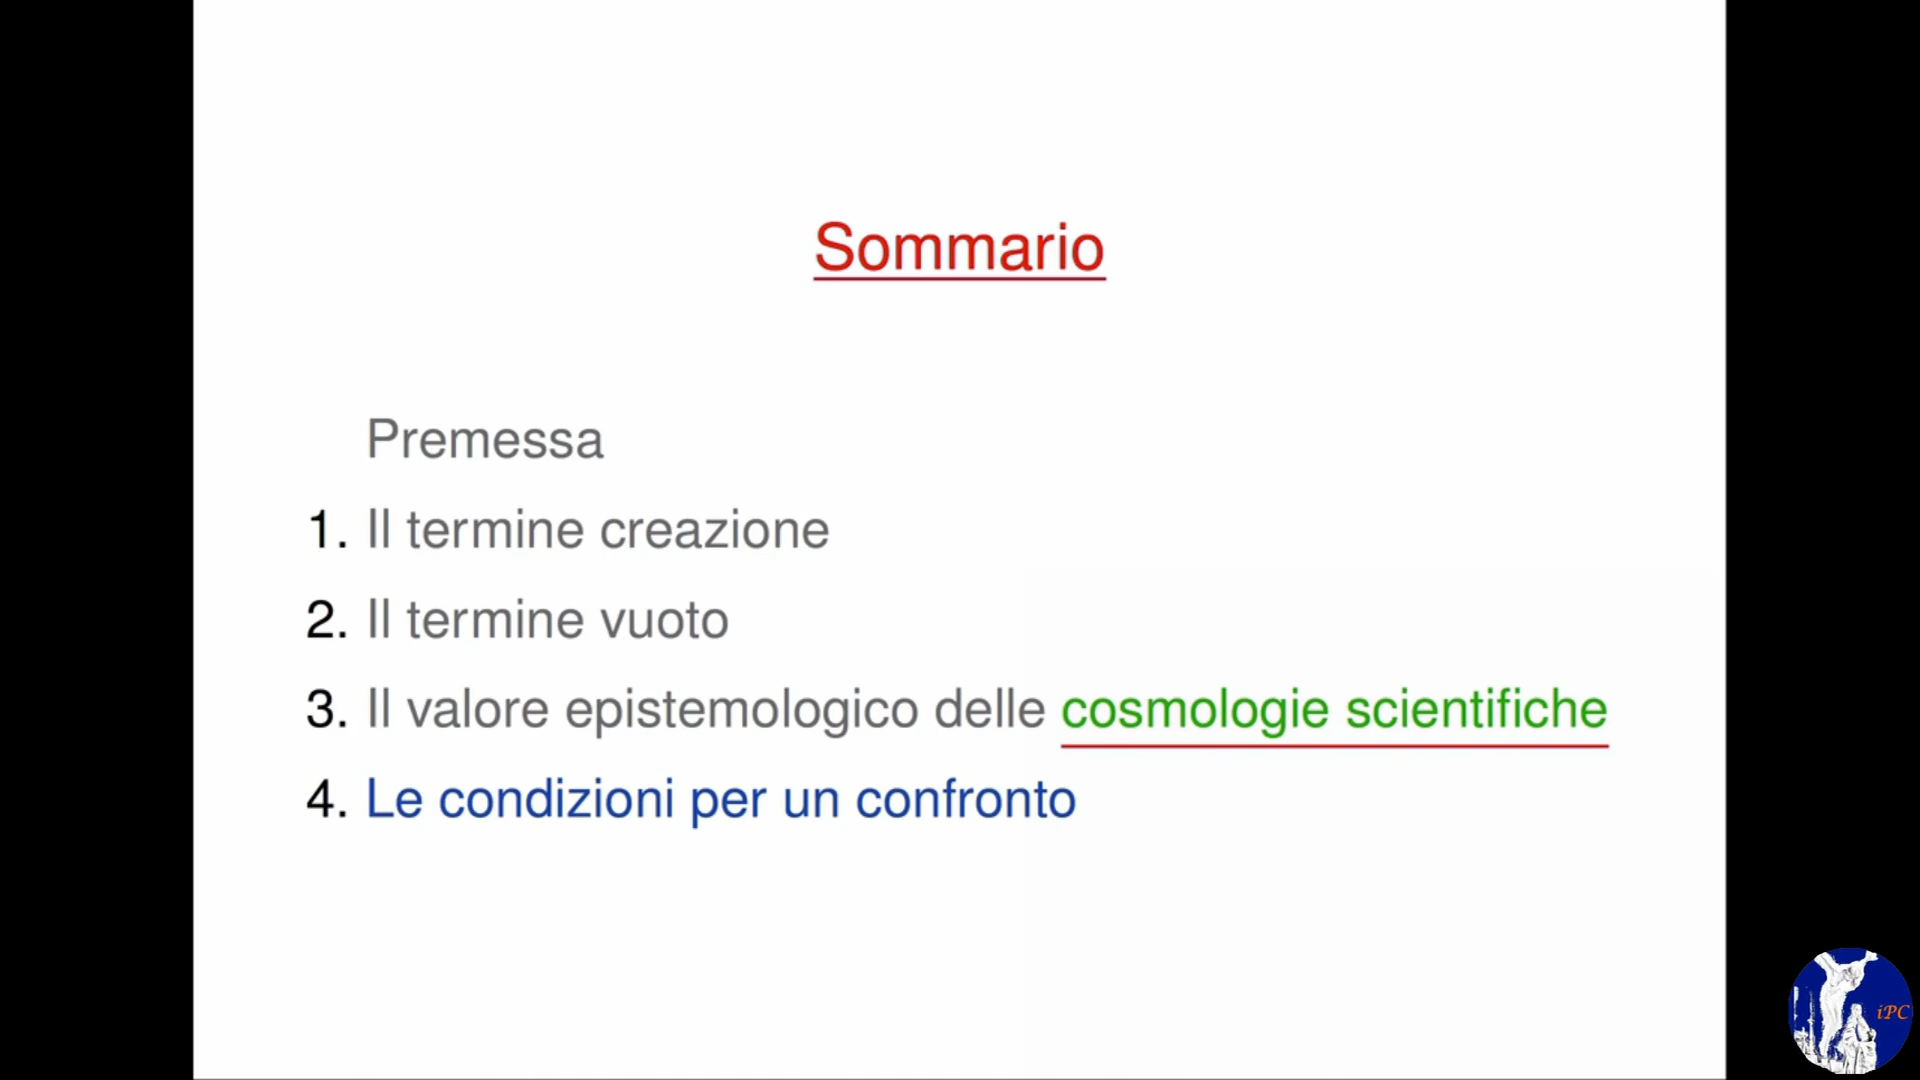 Sommario
Premessa
1. Il termine creazione
2. Il termine vuoto
3. Il valore epistemologico delle cosmologie scientifiche
4. Le condizioni per un confronto
iPC